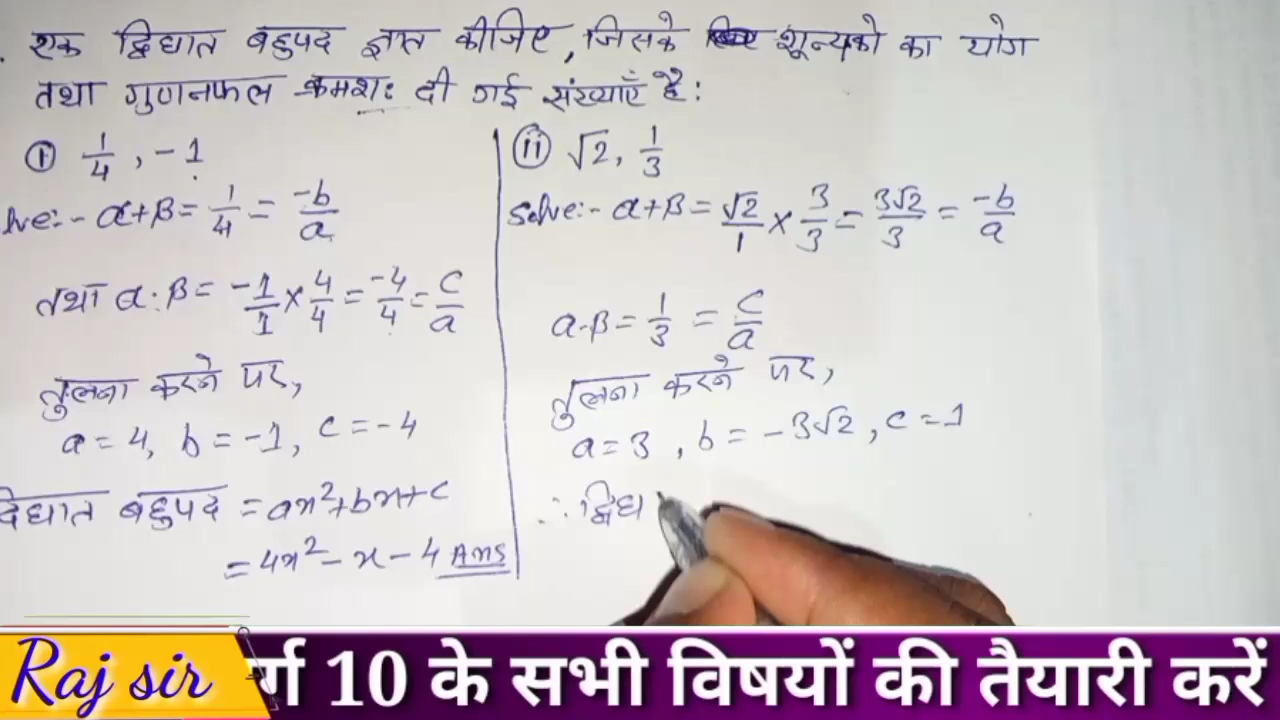 एक द्विघात बहुपद ज्ञात कीजिए, जिसके शून्यको का योग
तथा गुणनफल क्रमशः दी गई संख्याएँ है:
(i) 1/4, -1
lve:- α+β = 1/4 = -b/a
तथा α.β = -1/1 × 4/4 = -4/4 = c/a
तुलना करने पर,
a = 4, b = -1, c = -4
द्विघात बहुपद = ax²+bx+c
= 4x² - x - 4 Ans
(ii) √2, 1/3
Solve:- α+β = √2/1 × 3/3 = 3√2/3 = -b/a
α.β = 1/3 = c/a
तुलना करने पर,
a = 3, b = -3√2, c = 1
∴ द्विघ
Raj sir
र्ग 10 के सभी विषयों की तैयारी करें